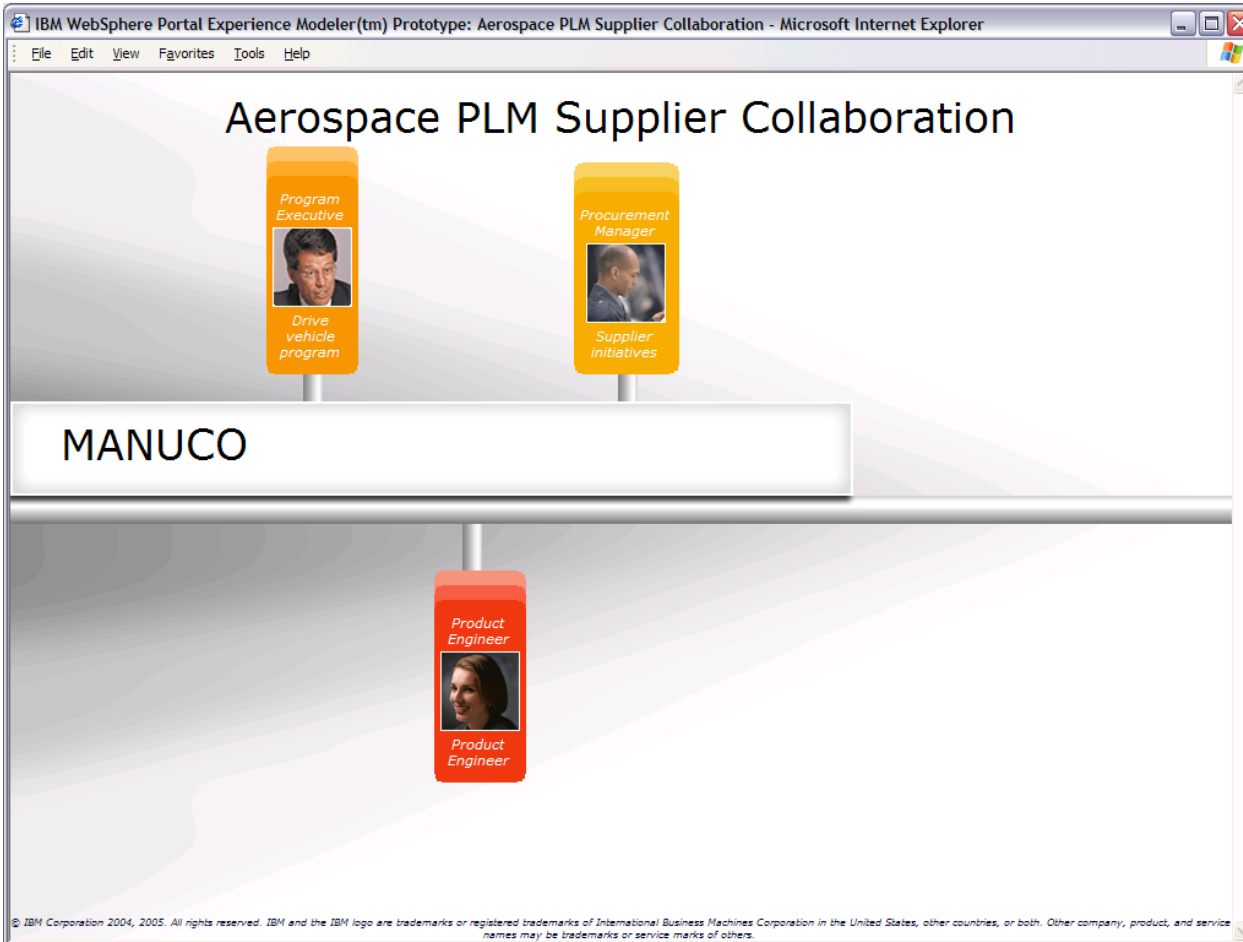 IBM WebSphere Portal Experience Modeler(tm) Prototype: Aerospace PLM Supplier Collaboration - Microsoft Internet Explorer
File Edit View Favorites Tools Help
Aerospace PLM Supplier Collaboration
Program
Executive
Drive
vehicle
program
Procurement
Manager
Supplier
initiatives
MANUCO
Product
Engineer
Product
Engineer
© IBM Corporation 2004, 2005. All rights reserved. IBM and the IBM logo are trademarks or registered trademarks of International Business Machines Corporation in the United States, other countries, or both. Other company, product, and service
names may be trademarks or service marks of others.